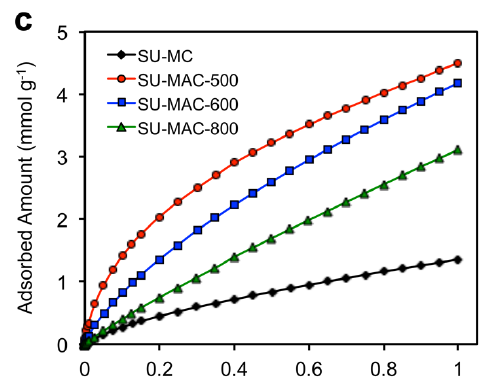 c
5
SU-MC
SU-MAC-500
4
SU-MAC-600
SU-MAC-800
3
2
1
0
0 0.2 0.4 0.6 0.8 1
Adsorbed Amount (mmol g⁻¹)